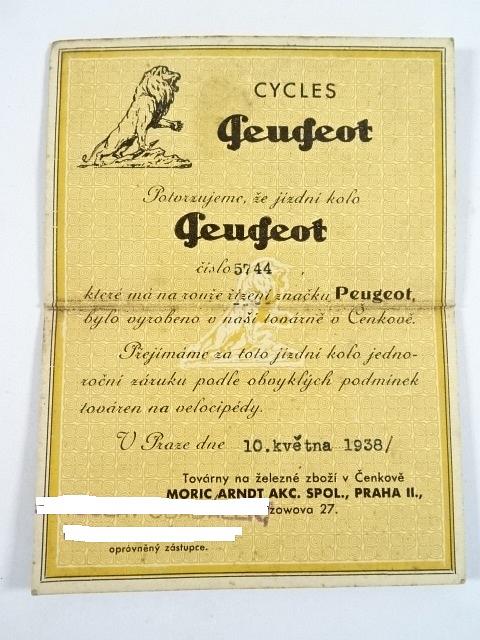 CYCLES
Peugeot
Potvrzujeme, že jízdní kolo
Peugeot
číslo 5744
které má na rouře řízení značku Peugeot,
bylo vyrobeno v naší továrně v Čenkově.
Přejímáme za toto jízdní kolo jedno-
roční záruku podle obvyklých podmínek
továren na velocipédy.
V Praze dne 10.května 1938/
Továrny na železné zboží v Čenkově
MORIC ARNDT AKC. SPOL., PRAHA II.,
zowova 27.
oprávněný zástupce.